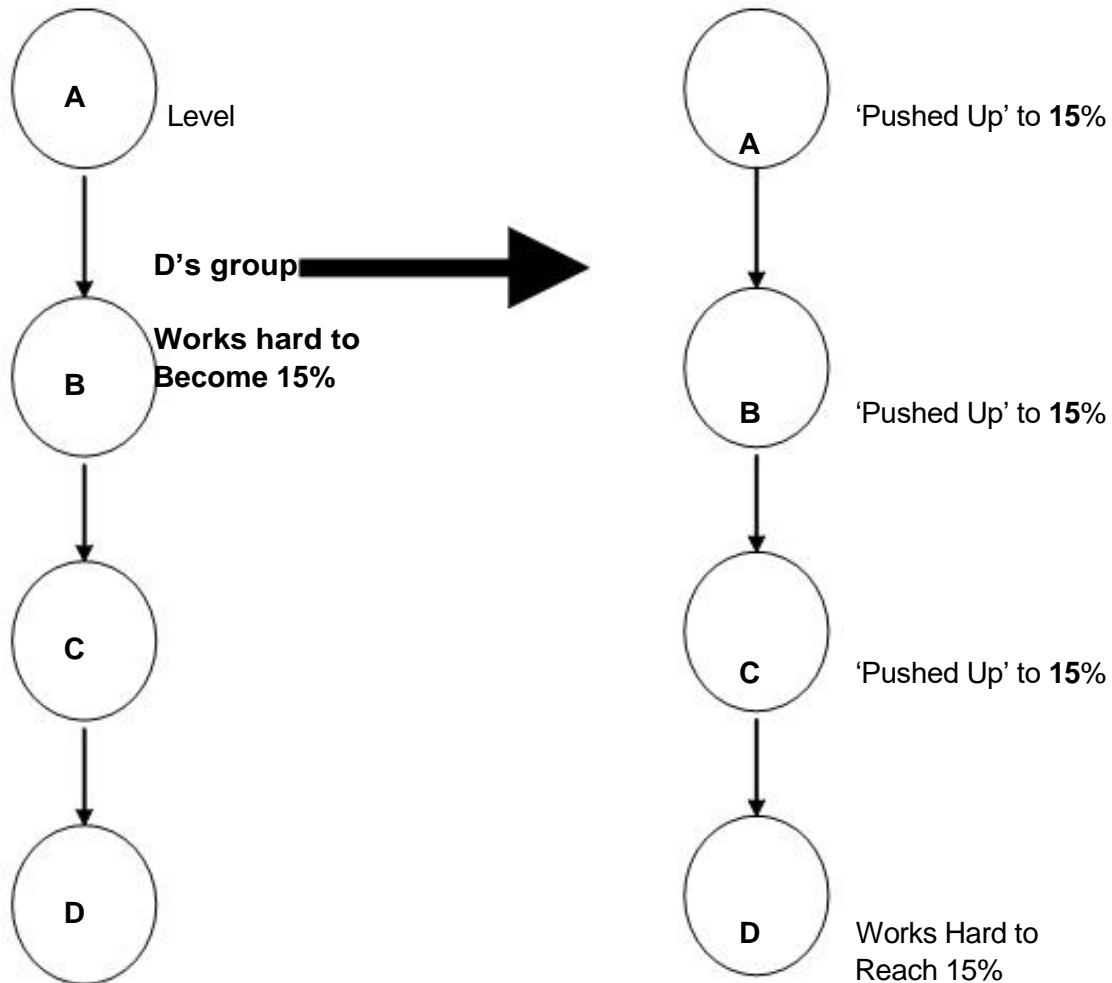 A
Level
D’s group
Works hard to
Become 15%
B
C
D
A
‘Pushed Up’ to 15%
B
‘Pushed Up’ to 15%
C
‘Pushed Up’ to 15%
D
Works Hard to
Reach 15%